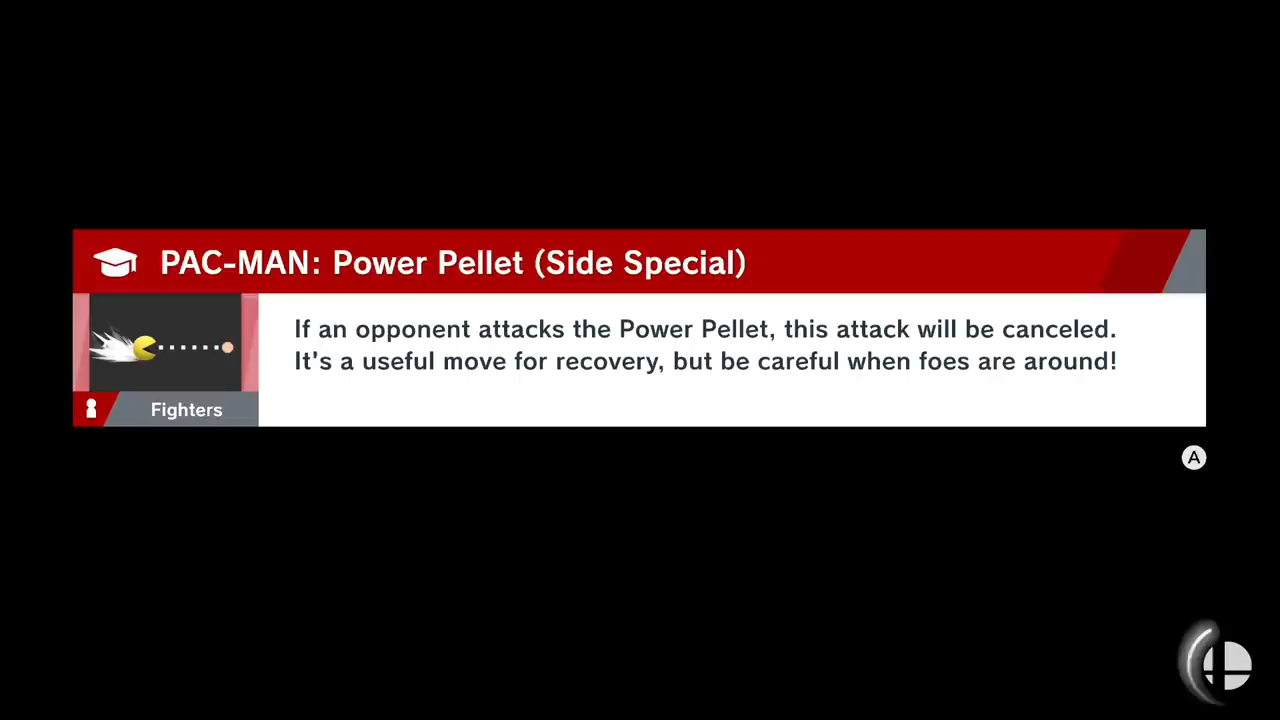 PAC-MAN: Power Pellet (Side Special)
If an opponent attacks the Power Pellet, this attack will be canceled.
It's a useful move for recovery, but be careful when foes are around!
Fighters
A